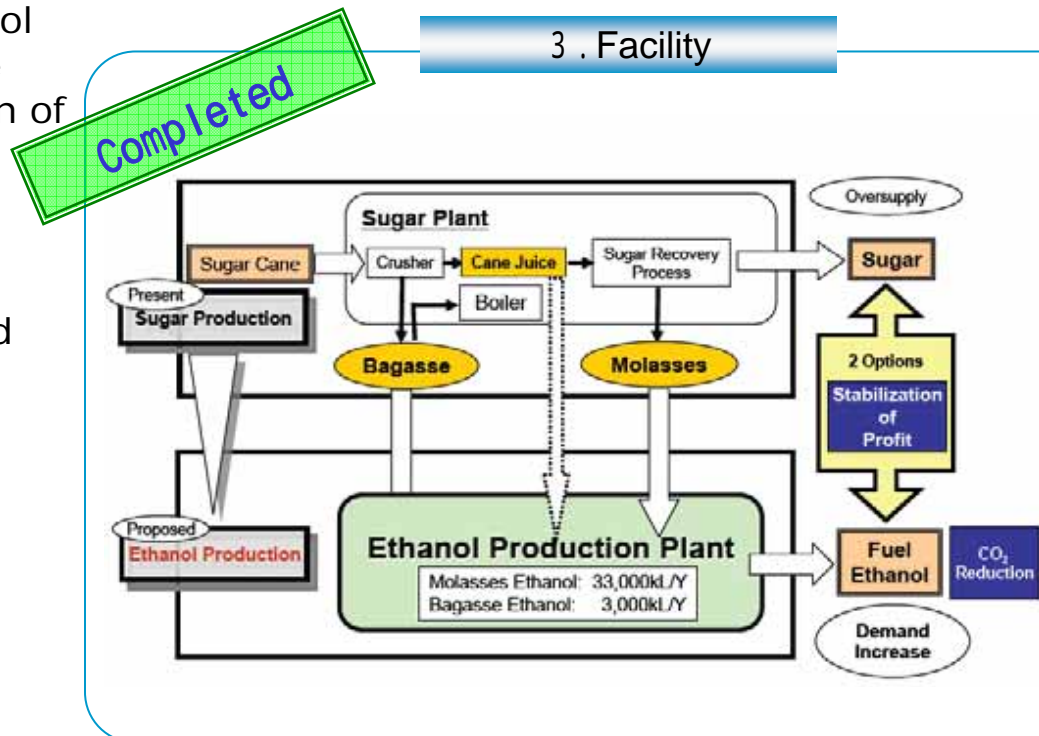 ol
n of
d
Completed
3 . Facility
Sugar Plant
Sugar Cane
Crusher
Cane Juice
Sugar Recovery
Process
Boiler
Present
Sugar Production
Bagasse
Molasses
Oversupply
Sugar
2 Options
Stabilization
of
Profit
Proposed
Ethanol Production
Ethanol Production Plant
Molasses Ethanol: 33,000kL/Y
Bagasse Ethanol: 3,000kL/Y
Fuel
Ethanol
CO₂
Reduction
Demand
Increase